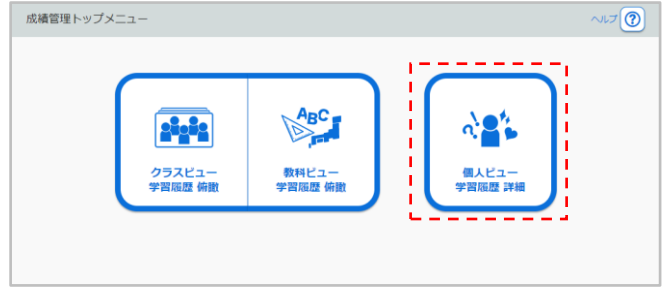 成績管理トップメニュー
ヘルプ ?
ABC
?!
クラスビュー
学習履歴 俯瞰
教科ビュー
学習履歴 俯瞰
個人ビュー
学習履歴 詳細